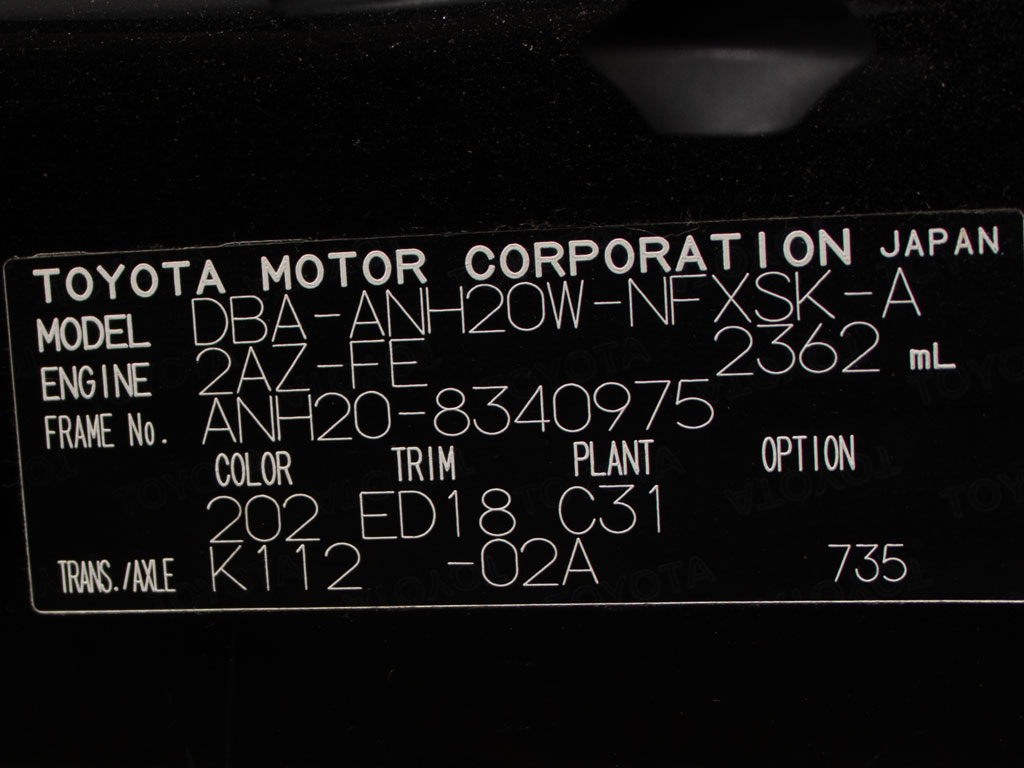 TOYOTA MOTOR CORPORATION JAPAN
MODEL DBA-ANH20W-NFXSK-A
ENGINE 2AZ-FE 2362 mL
FRAME No. ANH20-8340975
COLOR TRIM PLANT OPTION
202 ED18 C31
TRANS./AXLE K112 -02A 735